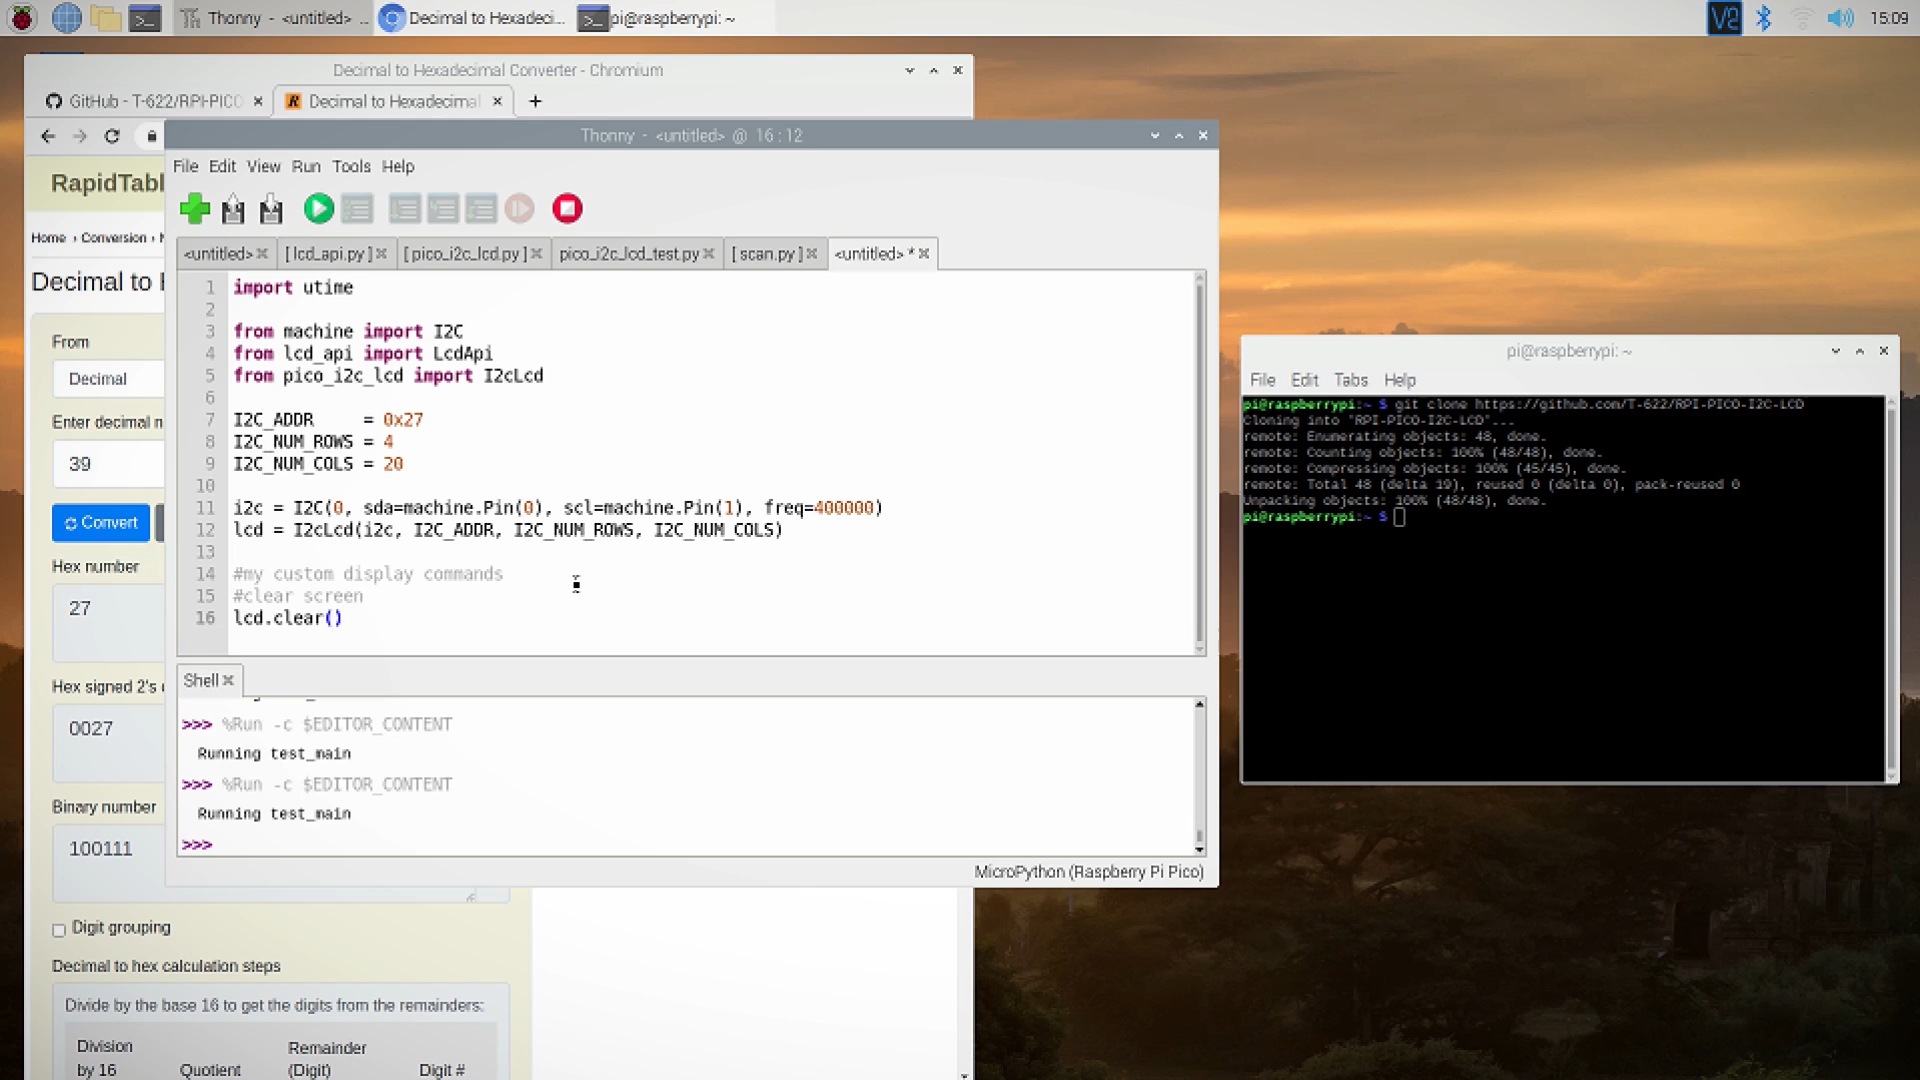 Thonny - <untitled> ..
Decimal to Hexadeci...
pi@raspberrypi: ~
V2
15:09
Decimal to Hexadecimal Converter - Chromium
GitHub - T-622/RPI-PICO
Decimal to Hexadecimal
RapidTabl
Home › Conversion ›
Decimal to
From
Decimal
Enter decimal n
39
Convert
Hex number
27
Hex signed 2's
0027
Binary number
100111
Digit grouping
Decimal to hex calculation steps
Divide by the base 16 to get the digits from the remainders:
Division
by 16
Quotient
Remainder
(Digit)
Digit #
Thonny - <untitled> @ 16:12
File Edit View Run Tools Help
<untitled>
[ lcd_api.py ]
[ pico_i2c_lcd.py ]
pico_i2c_lcd_test.py
[ scan.py ]
<untitled> *
1 import utime
2
3 from machine import I2C
4 from lcd_api import LcdApi
5 from pico_i2c_lcd import I2cLcd
6
7 I2C_ADDR     = 0x27
8 I2C_NUM_ROWS = 4
9 I2C_NUM_COLS = 20
10
11 i2c = I2C(0, sda=machine.Pin(0), scl=machine.Pin(1), freq=400000)
12 lcd = I2cLcd(i2c, I2C_ADDR, I2C_NUM_ROWS, I2C_NUM_COLS)
13
14 #my custom display commands
15 #clear screen
16 lcd.clear()
Shell
>>> %Run -c $EDITOR_CONTENT
Running test_main
>>> %Run -c $EDITOR_CONTENT
Running test_main
>>>
MicroPython (Raspberry Pi Pico)
pi@raspberrypi: ~
File Edit Tabs Help
pi@raspberrypi:~ $ git clone https://github.com/T-622/RPI-PICO-I2C-LCD
Cloning into 'RPI-PICO-I2C-LCD'...
remote: Enumerating objects: 48, done.
remote: Counting objects: 100% (48/48), done.
remote: Compressing objects: 100% (45/45), done.
remote: Total 48 (delta 19), reused 0 (delta 0), pack-reused 0
Unpacking objects: 100% (48/48), done.
pi@raspberrypi:~ $